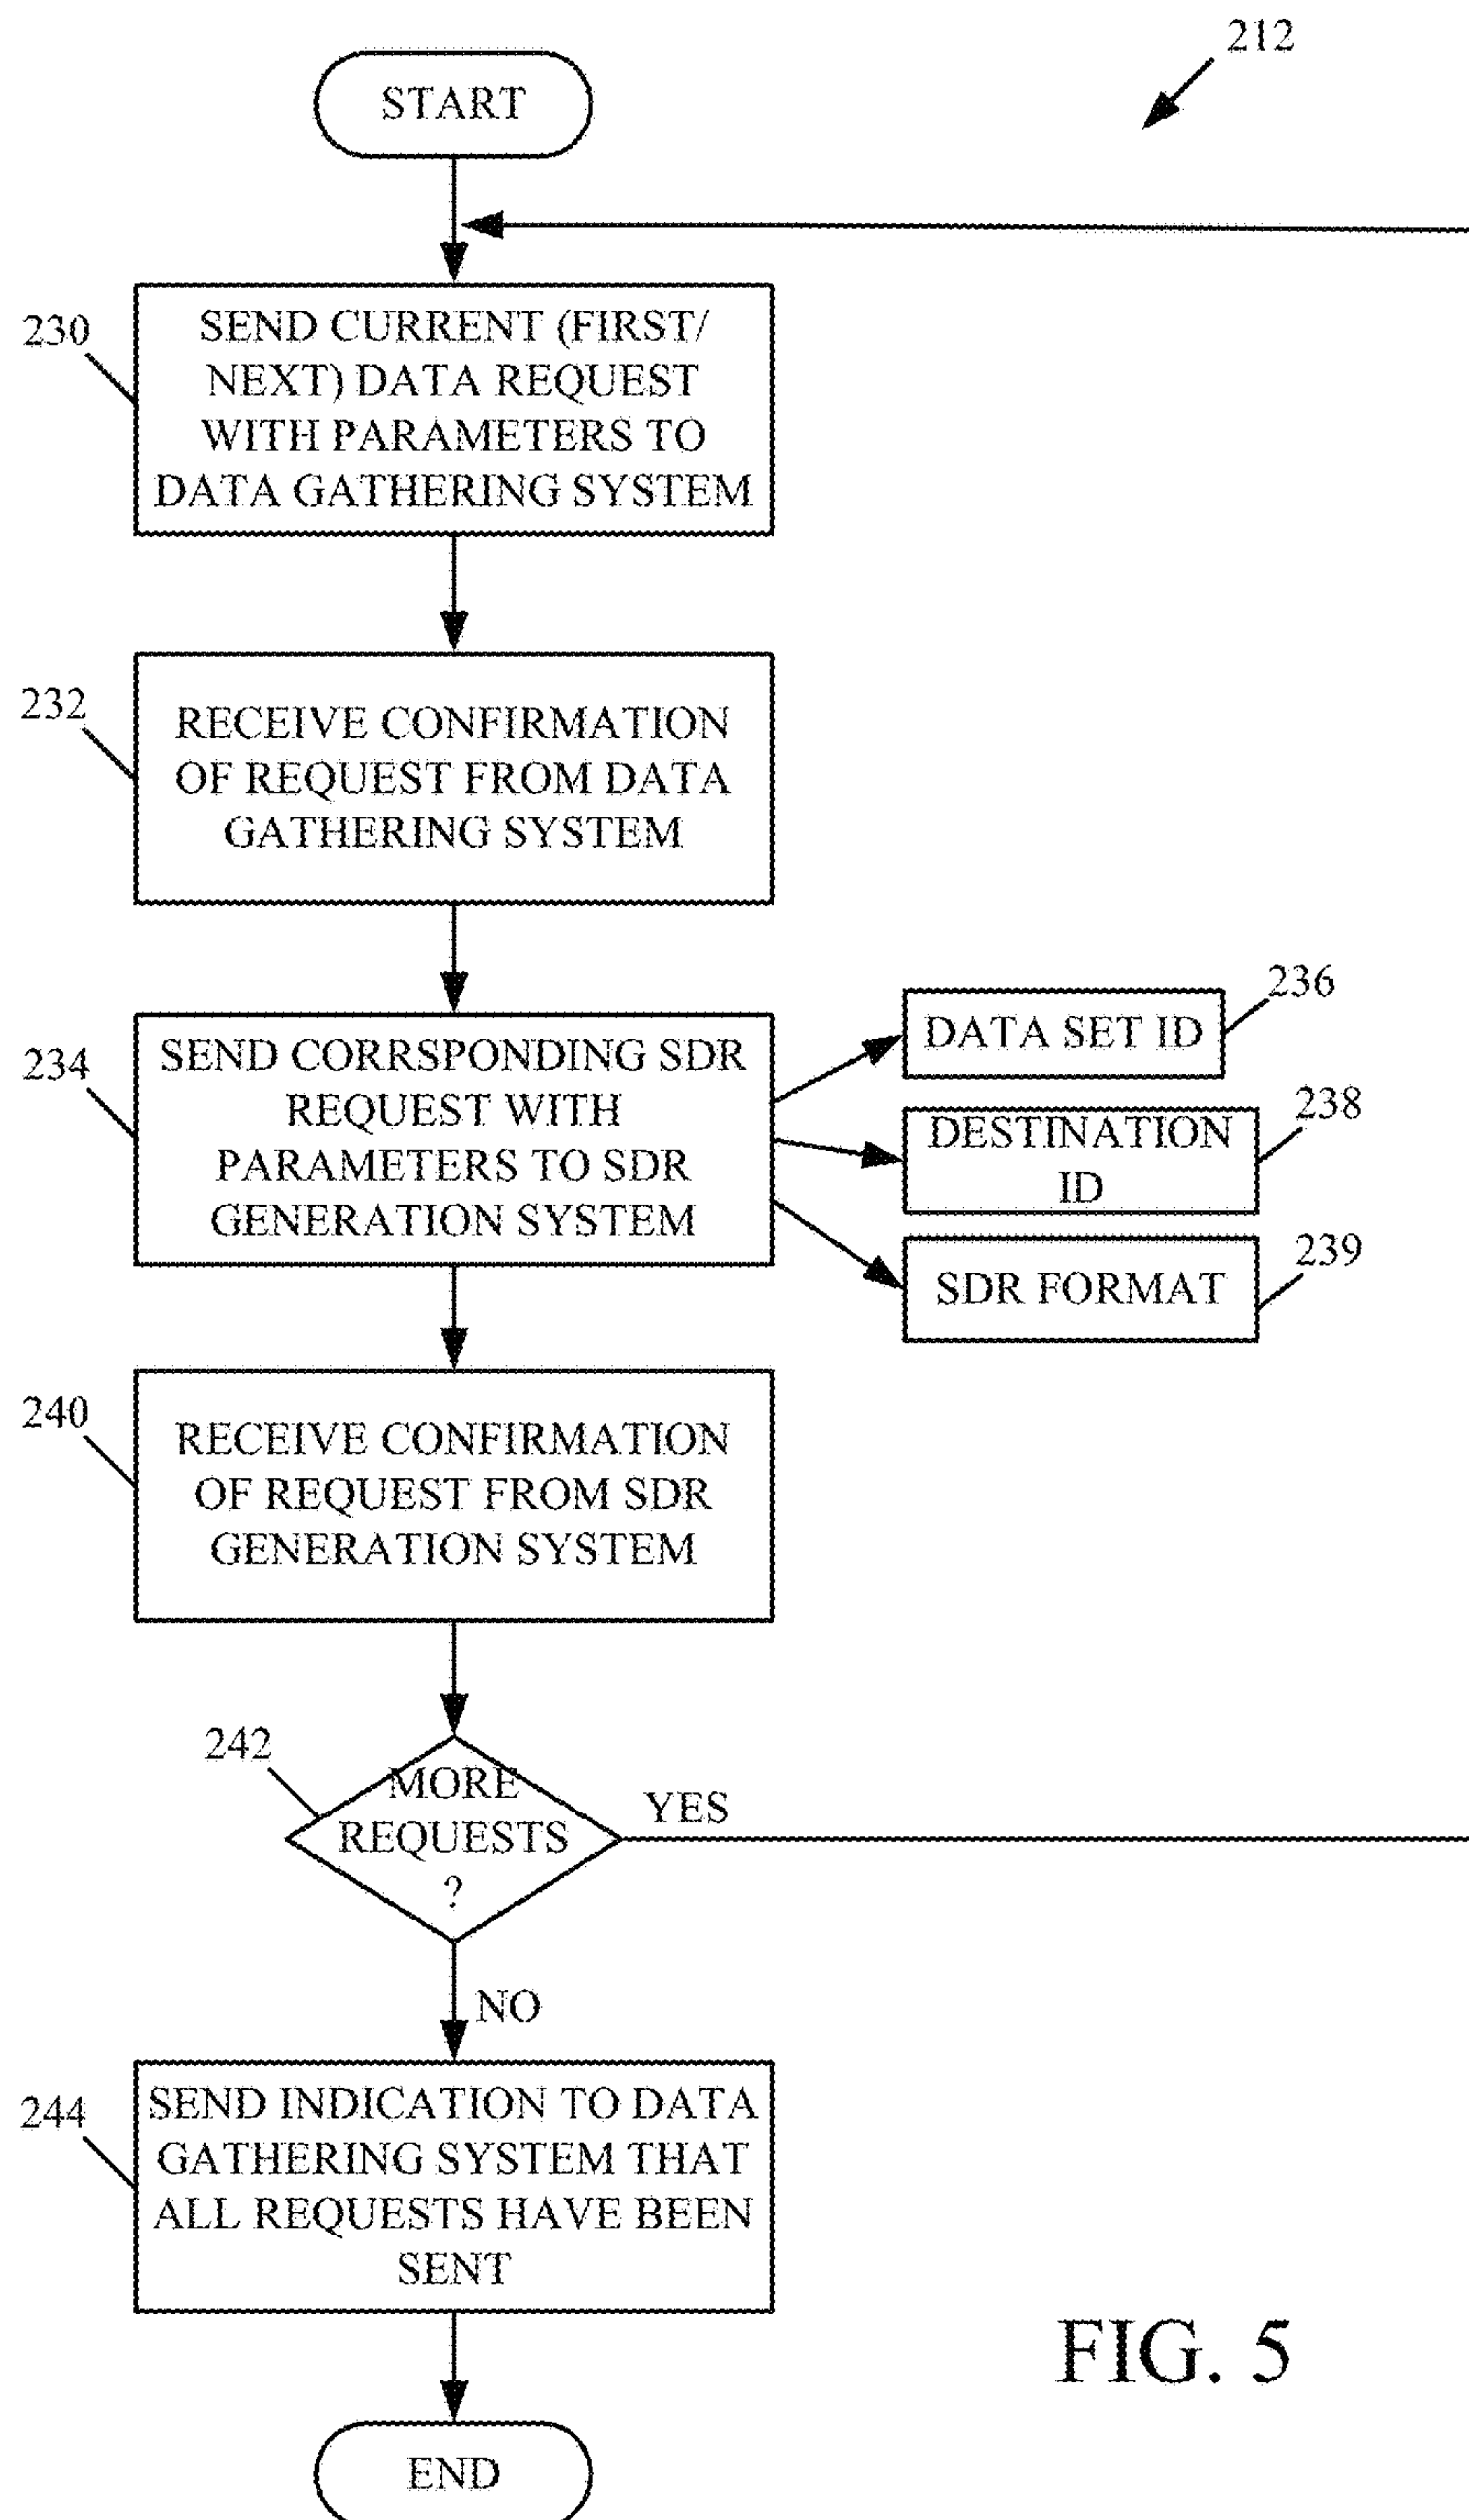 212
START
230
SEND CURRENT (FIRST/
NEXT) DATA REQUEST
WITH PARAMETERS TO
DATA GATHERING SYSTEM
232
RECEIVE CONFIRMATION
OF REQUEST FROM DATA
GATHERING SYSTEM
234
SEND CORRSPONDING SDR
REQUEST WITH
PARAMETERS TO SDR
GENERATION SYSTEM
236
DATA SET ID
238
DESTINATION
ID
239
SDR FORMAT
240
RECEIVE CONFIRMATION
OF REQUEST FROM SDR
GENERATION SYSTEM
242
MORE
REQUESTS
?
YES
NO
244
SEND INDICATION TO DATA
GATHERING SYSTEM THAT
ALL REQUESTS HAVE BEEN
SENT
END
FIG. 5